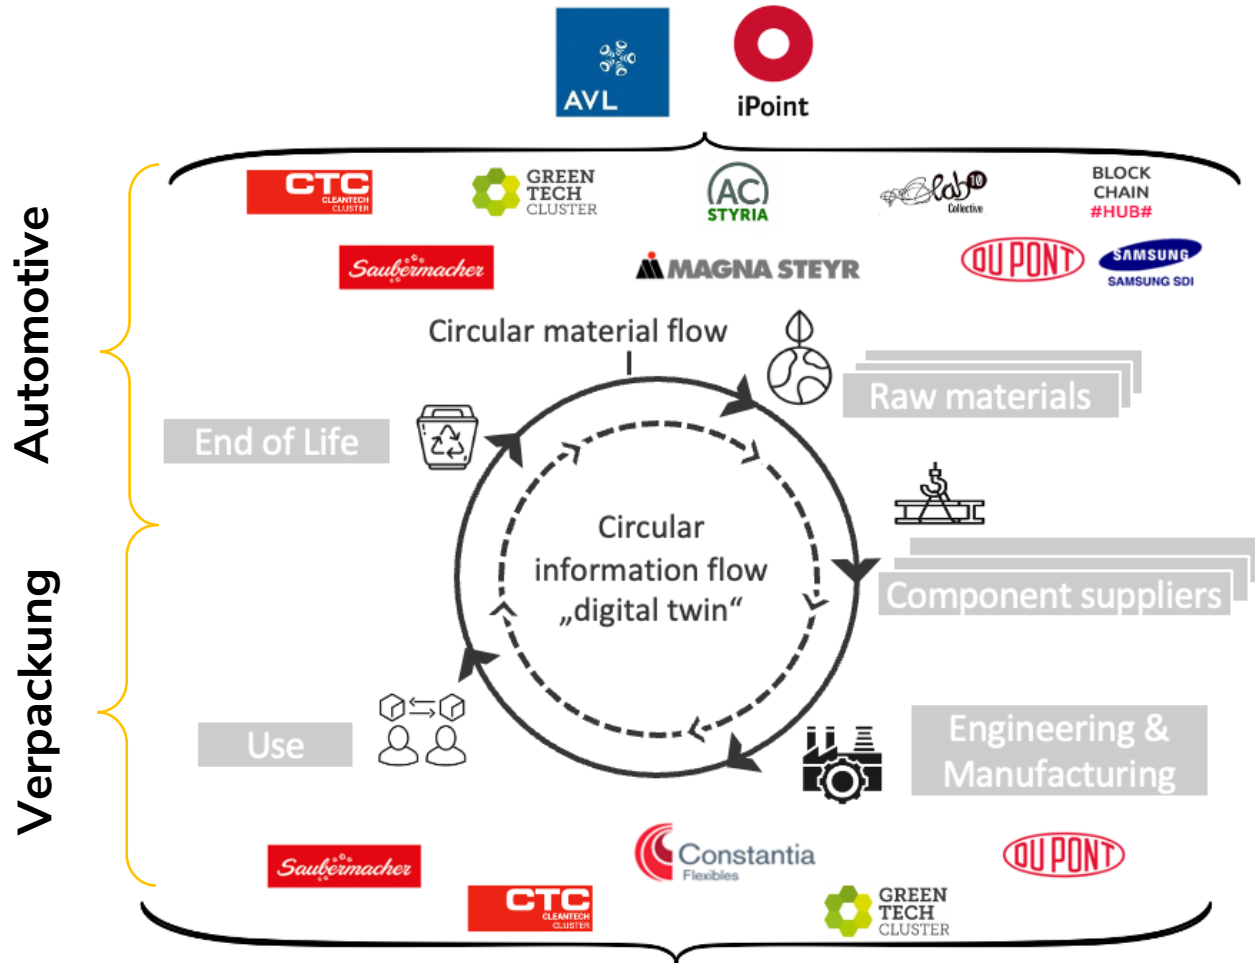 AVL
iPoint
CTC
CLEANTECH
CLUSTER
GREEN
TECH
CLUSTER
AC
STYRIA
lab10
Collective
BLOCK
CHAIN
#HUB#
Automotive
Saubermacher
MAGNA STEYR
DUPONT
SAMSUNG
SAMSUNG SDI
Circular material flow
Raw materials
End of Life
Circular
information flow
„digital twin“
Component suppliers
Verpackung
Use
Engineering &
Manufacturing
Saubermacher
Constantia
Flexibles
DUPONT
CTC
CLEANTECH
CLUSTER
GREEN
TECH
CLUSTER